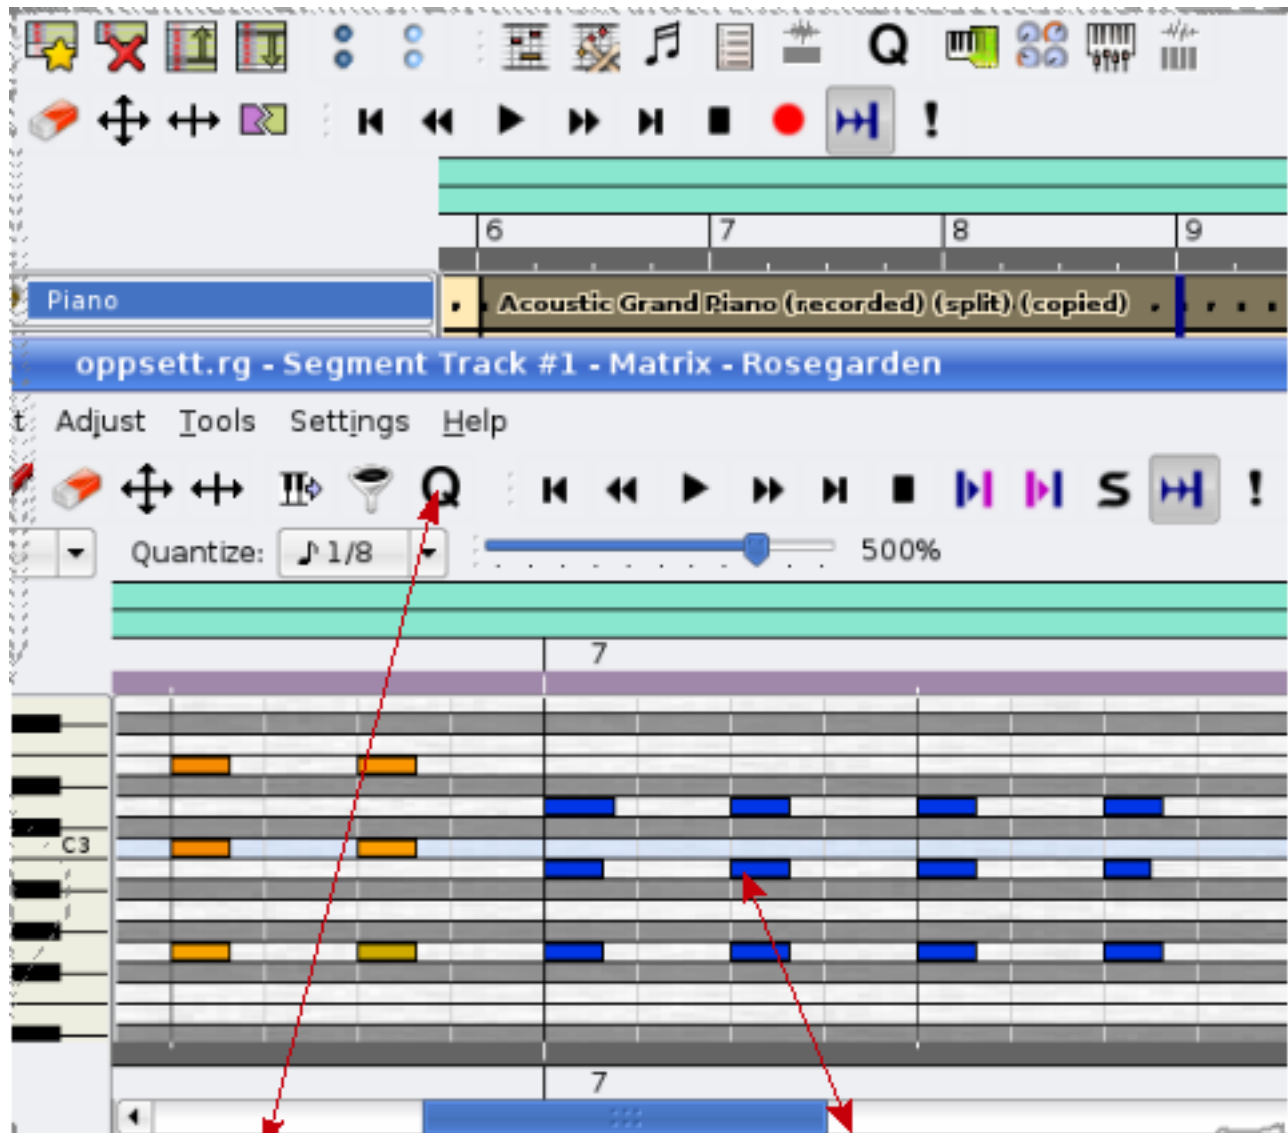 Q
!
6 7 8 9
Piano
Acoustic Grand Piano (recorded) (split) (copied)
oppsett.rg - Segment Track #1 - Matrix - Rosegarden
t Adjust Tools Settings Help
Q S !
Quantize: 1/8 500%
7
C3
7